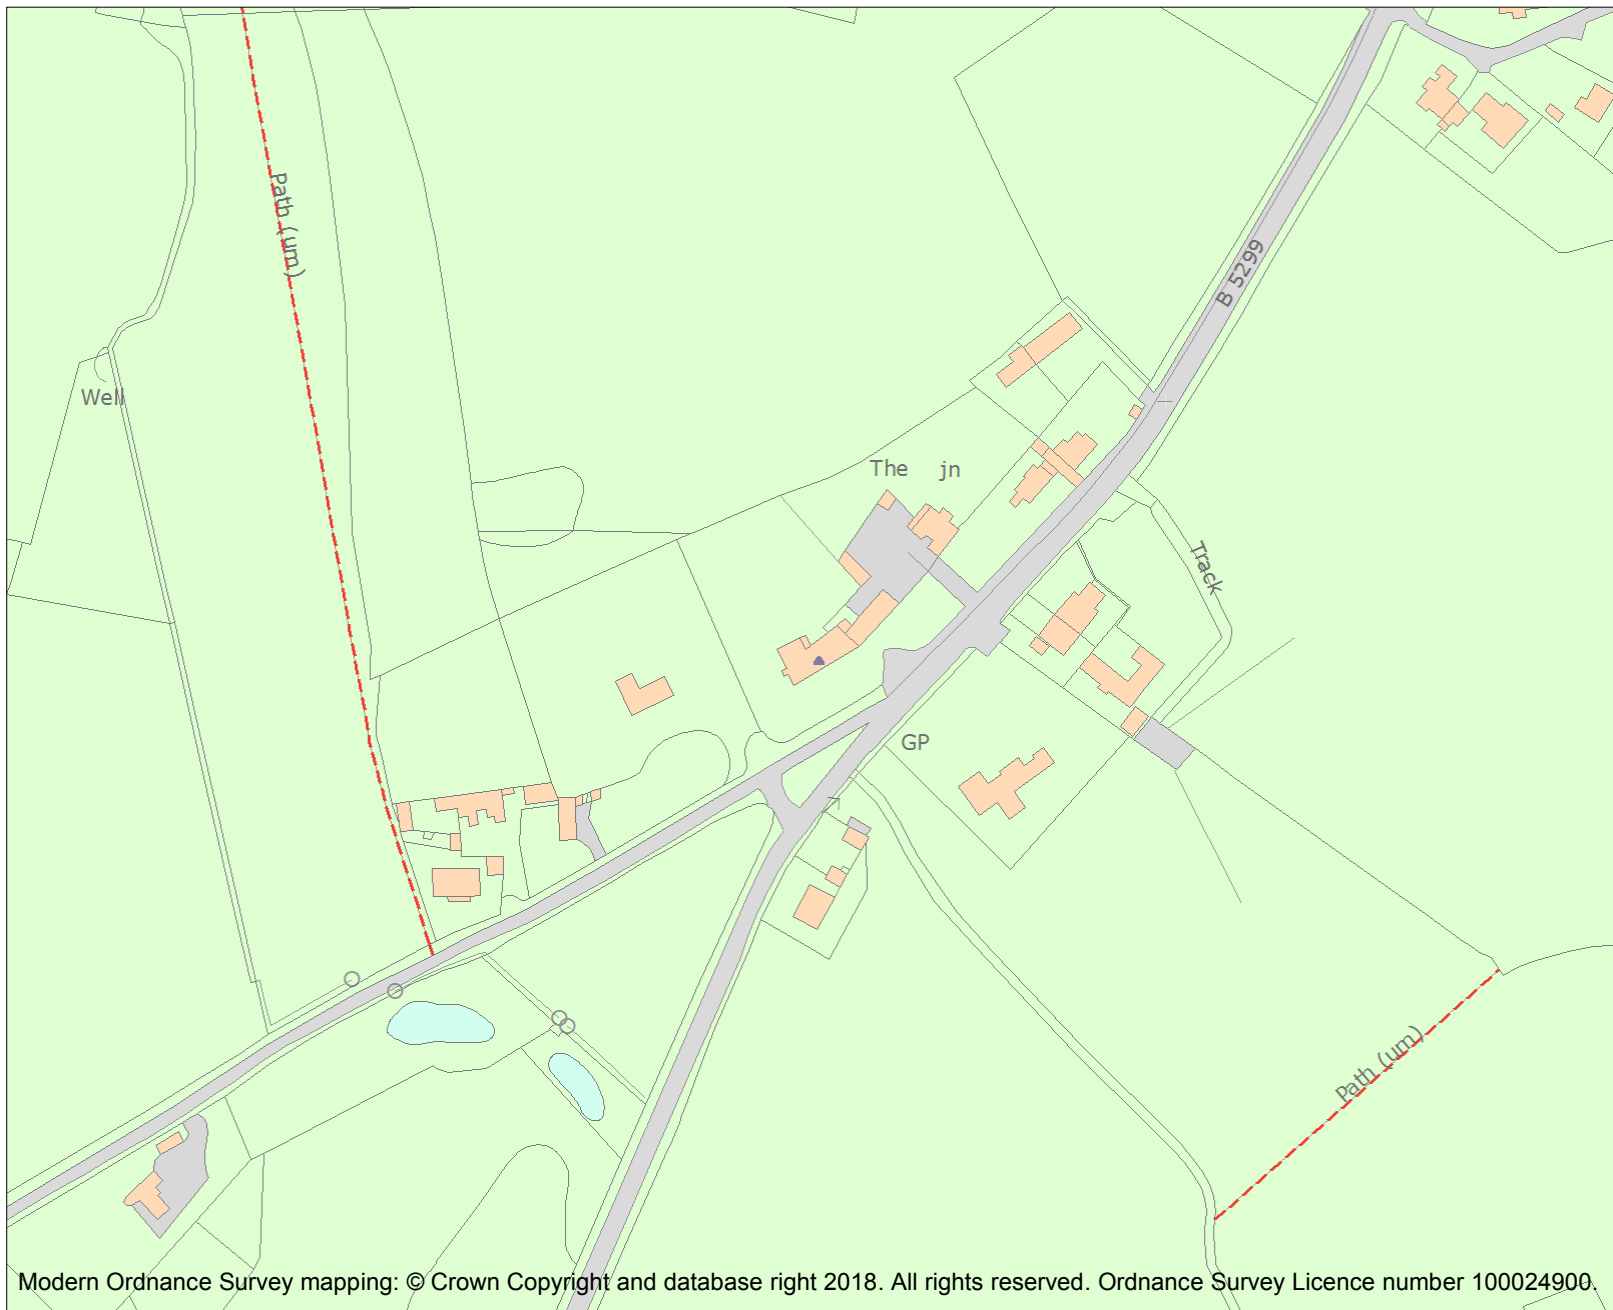 Path (um)
B 5299
Well
The jn
Track
GP
Path (um)
Modern Ordnance Survey mapping: © Crown Copyright and database right 2018. All rights reserved. Ordnance Survey Licence number 100024900.